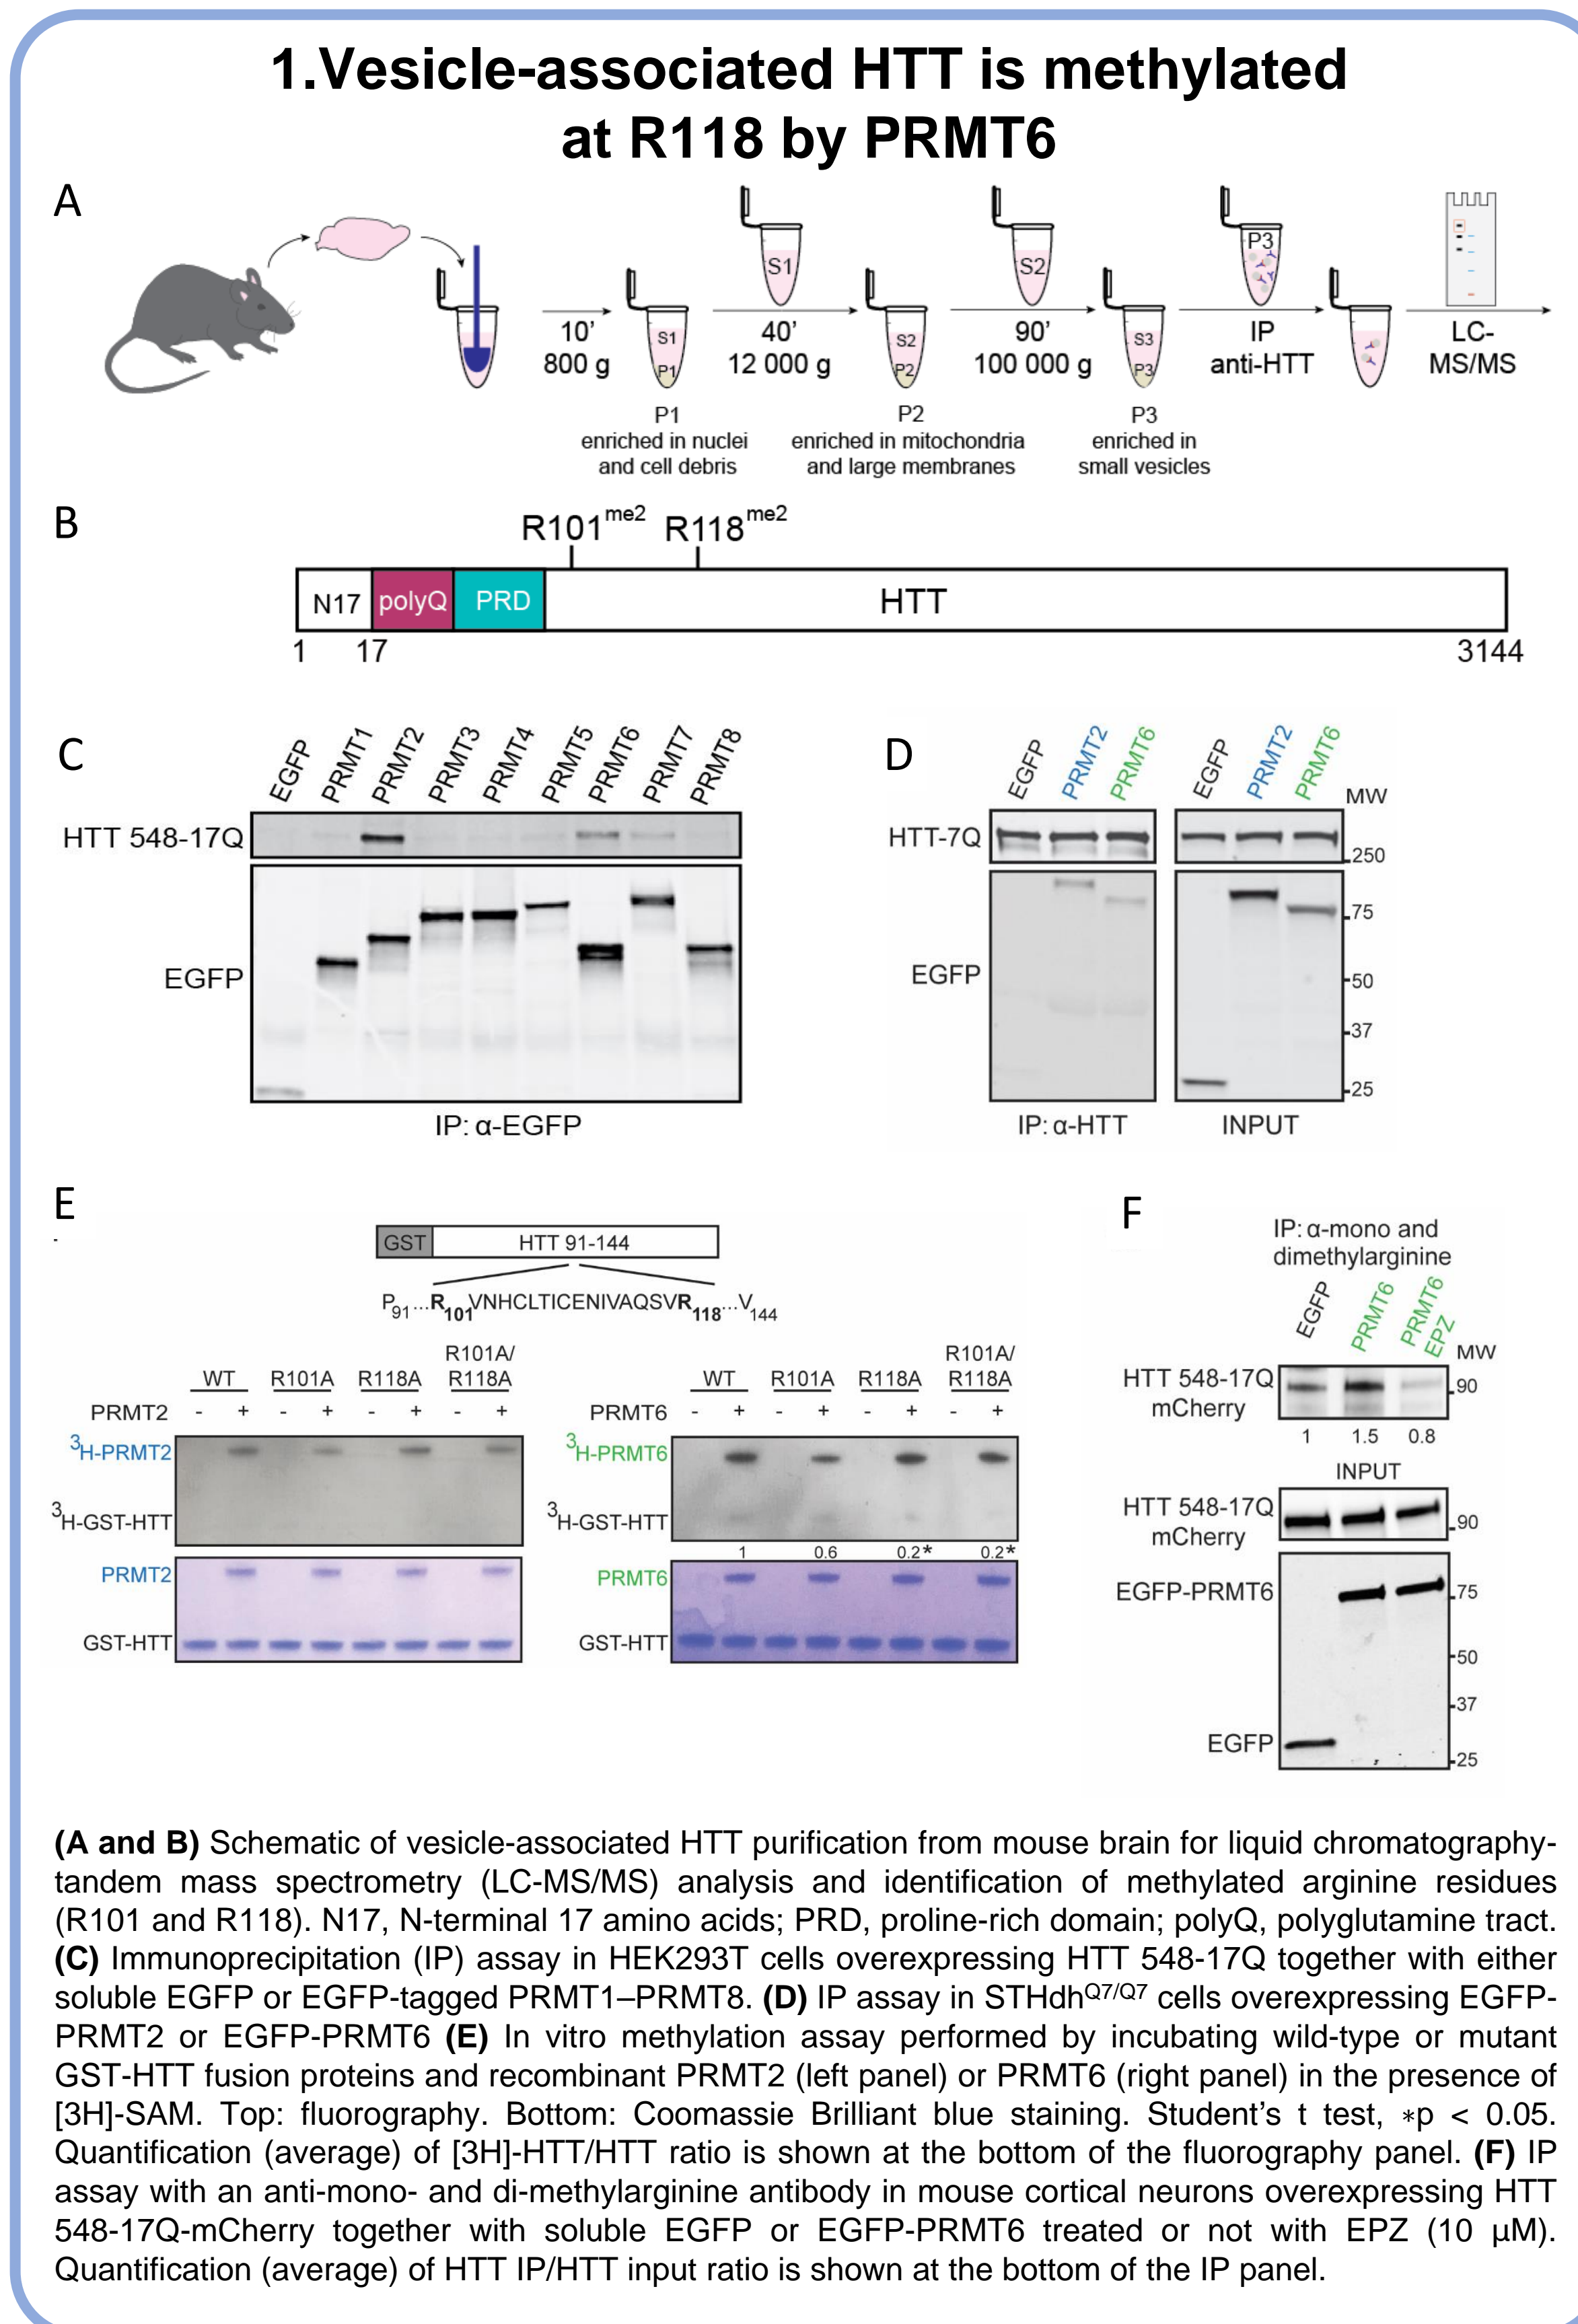 1.Vesicle-associated HTT is methylated
at R118 by PRMT6
A
S1
S2
P3
10’
800 g
S1
P1
40’
12 000 g
S2
P2
90’
100 000 g
S3
P3
IP
anti-HTT
LC-
MS/MS
P1
enriched in nuclei
and cell debris
P2
enriched in mitochondria
and large membranes
P3
enriched in
small vesicles
B
R101me2 R118me2
N17 polyQ PRD HTT
1 17 3144
C
EGFP PRMT1 PRMT2 PRMT3 PRMT4 PRMT5 PRMT6 PRMT7 PRMT8
HTT 548-17Q
EGFP
IP: α-EGFP
D
EGFP PRMT2 PRMT6 EGFP PRMT2 PRMT6
MW
HTT-7Q
250
75
EGFP
50
37
25
IP: α-HTT INPUT
E
GST HTT 91-144
P91...R101VNHCLTICENIVAQSVR118...V144
WT R101A R118A R101A/
R118A
PRMT2 - + - + - + - +
3H-PRMT2
3H-GST-HTT
PRMT2
GST-HTT
WT R101A R118A R101A/
R118A
PRMT6 - + - + - + - +
3H-PRMT6
3H-GST-HTT
1 0.6 0.2* 0.2*
PRMT6
GST-HTT
F
IP: α-mono and
dimethylarginine
EGFP PRMT6 PRMT6
EPZ
MW
HTT 548-17Q
mCherry
90
1 1.5 0.8
INPUT
HTT 548-17Q
mCherry
90
EGFP-PRMT6
75
50
37
EGFP
25
(A and B) Schematic of vesicle-associated HTT purification from mouse brain for liquid chromatography-
tandem mass spectrometry (LC-MS/MS) analysis and identification of methylated arginine residues
(R101 and R118). N17, N-terminal 17 amino acids; PRD, proline-rich domain; polyQ, polyglutamine tract.
(C) Immunoprecipitation (IP) assay in HEK293T cells overexpressing HTT 548-17Q together with either
soluble EGFP or EGFP-tagged PRMT1–PRMT8. (D) IP assay in STHdhQ7/Q7 cells overexpressing EGFP-
PRMT2 or EGFP-PRMT6 (E) In vitro methylation assay performed by incubating wild-type or mutant
GST-HTT fusion proteins and recombinant PRMT2 (left panel) or PRMT6 (right panel) in the presence of
[3H]-SAM. Top: fluorography. Bottom: Coomassie Brilliant blue staining. Student’s t test, ∗p < 0.05.
Quantification (average) of [3H]-HTT/HTT ratio is shown at the bottom of the fluorography panel. (F) IP
assay with an anti-mono- and di-methylarginine antibody in mouse cortical neurons overexpressing HTT
548-17Q-mCherry together with soluble EGFP or EGFP-PRMT6 treated or not with EPZ (10 μM).
Quantification (average) of HTT IP/HTT input ratio is shown at the bottom of the IP panel.